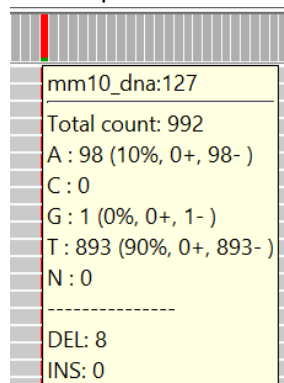 mm10_dna:127
Total count: 992
A : 98 (10%, 0+, 98- )
C : 0
G : 1 (0%, 0+, 1- )
T : 893 (90%, 0+, 893- )
N : 0
---------------
DEL: 8
INS: 0